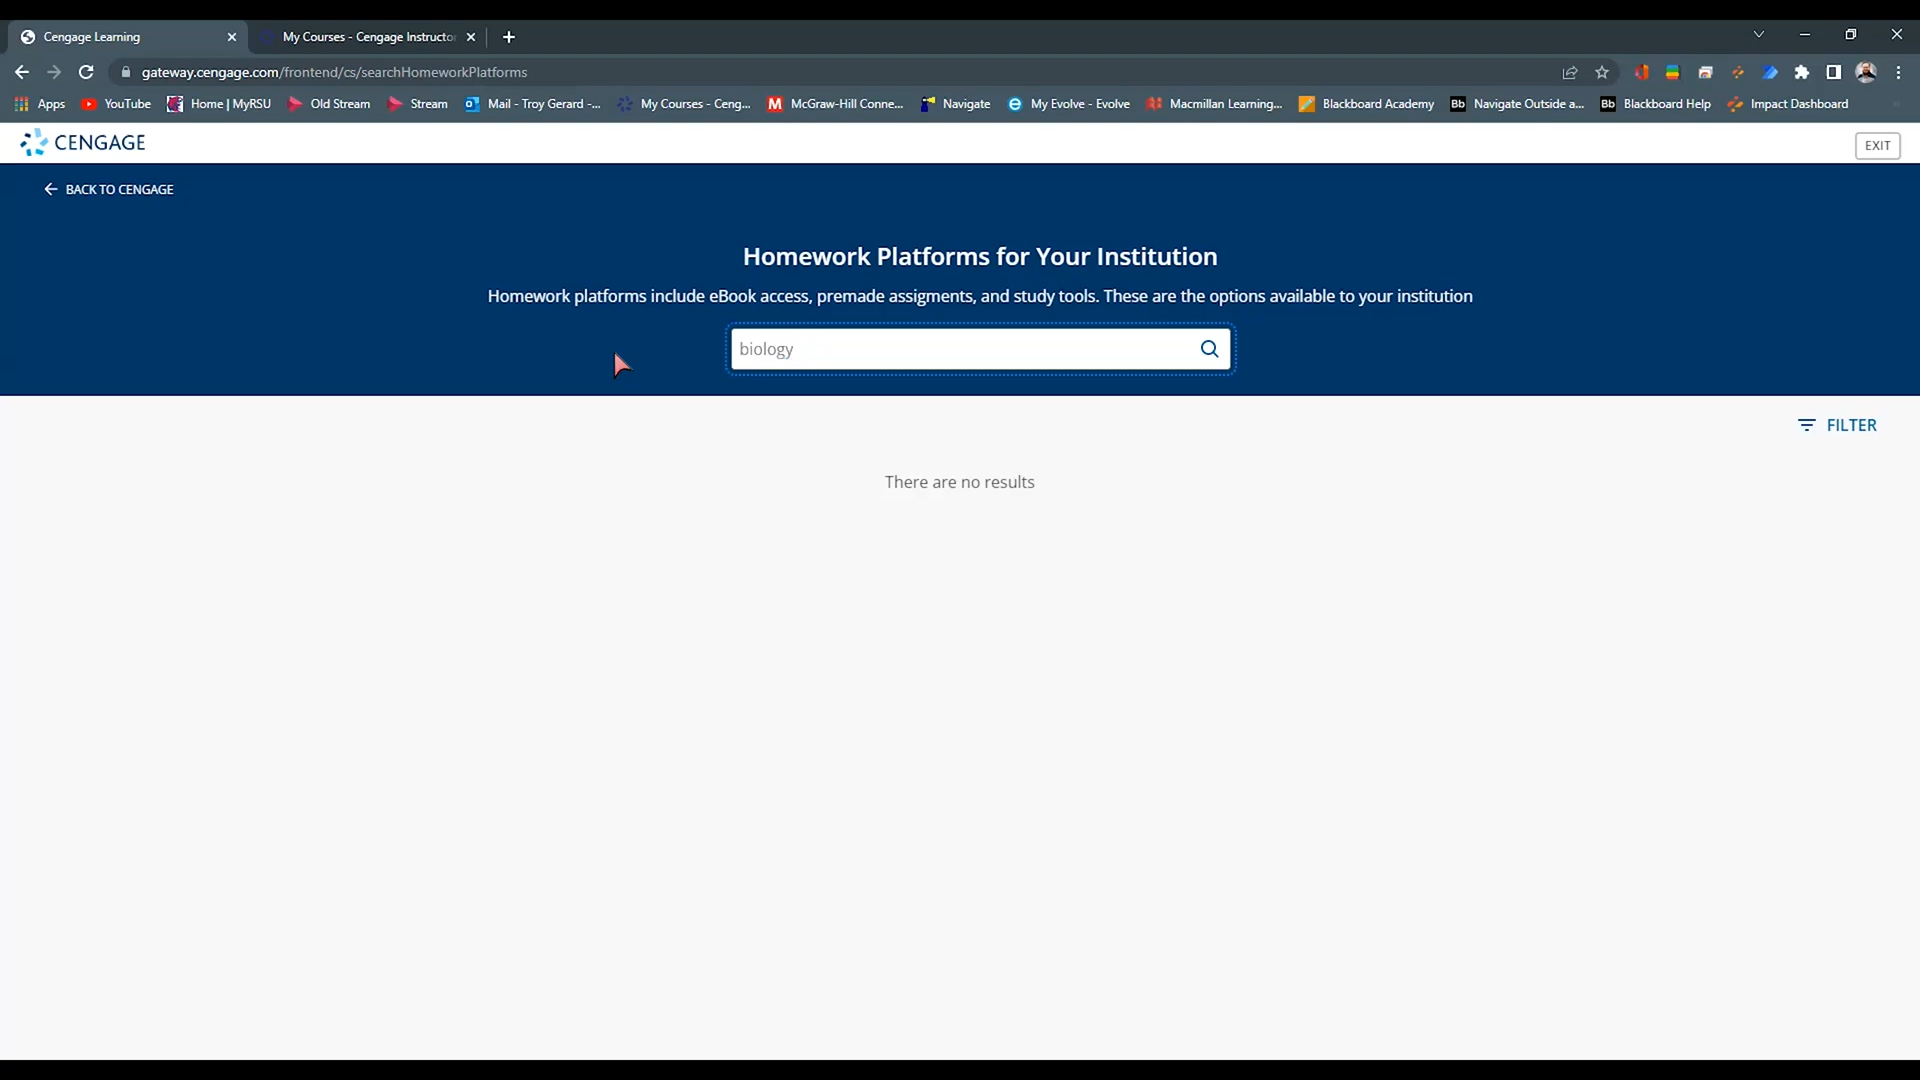 Cengage Learning
My Courses - Cengage Instructor
gateway.cengage.com/frontend/cs/searchHomeworkPlatforms
Apps
YouTube
Home | MyRSU
Old Stream
Stream
Mail - Troy Gerard -...
My Courses - Ceng...
M McGraw-Hill Conne...
Navigate
My Evolve - Evolve
Macmillan Learning...
Blackboard Academy
Bb Navigate Outside a...
Bb Blackboard Help
Impact Dashboard
CENGAGE
EXIT
BACK TO CENGAGE
Homework Platforms for Your Institution
Homework platforms include eBook access, premade assigments, and study tools. These are the options available to your institution
biology
FILTER
There are no results